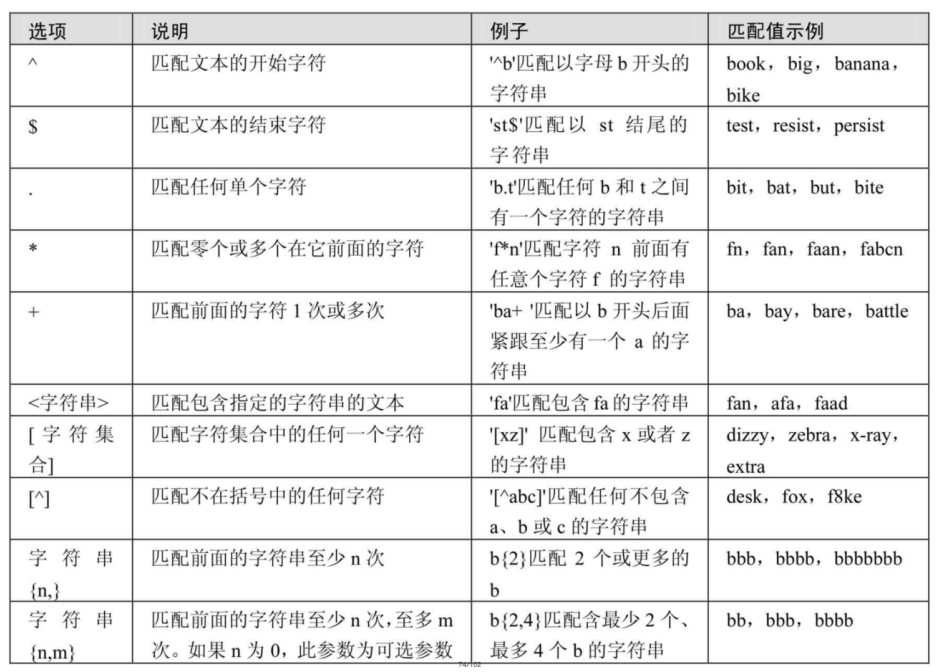 选项 说明 例子 匹配值示例
^ 匹配文本的开始字符 '^b'匹配以字母 b 开头的 book，big，banana，
字符串 bike
$ 匹配文本的结束字符 'st$'匹配以 st 结尾的 test，resist，persist
字符串
. 匹配任何单个字符 'b.t'匹配任何 b 和 t 之间 bit，bat，but，bite
有一个字符的字符串
* 匹配零个或多个在它前面的字符 'f*n'匹配字符 n 前面有 fn，fan，faan，fabcn
任意个字符 f 的字符串
+ 匹配前面的字符 1 次或多次 'ba+ '匹配以 b 开头后面 ba，bay，bare，battle
紧跟至少有一个 a 的字
符串
<字符串> 匹配包含指定的字符串的文本 'fa'匹配包含 fa 的字符串 fan，afa，faad
[字符集 匹配字符集合中的任何一个字符 '[xz]' 匹配包含 x 或者 z dizzy，zebra，x-ray，
合] 的字符串 extra
[^] 匹配不在括号中的任何字符 '[^abc]'匹配任何不包含 desk，fox，f8ke
a、b 或 c 的字符串
字符串 匹配前面的字符串至少 n 次 b{2}匹配 2 个或更多的 bbb，bbbb，bbbbbbb
{n,} b
字符串 匹配前面的字符串至少 n 次，至多 m b{2,4}匹配含最少 2 个、 bb，bbb，bbbb
{n,m} 次。如果 n 为 0，此参数为可选参数 最多 4 个 b 的字符串